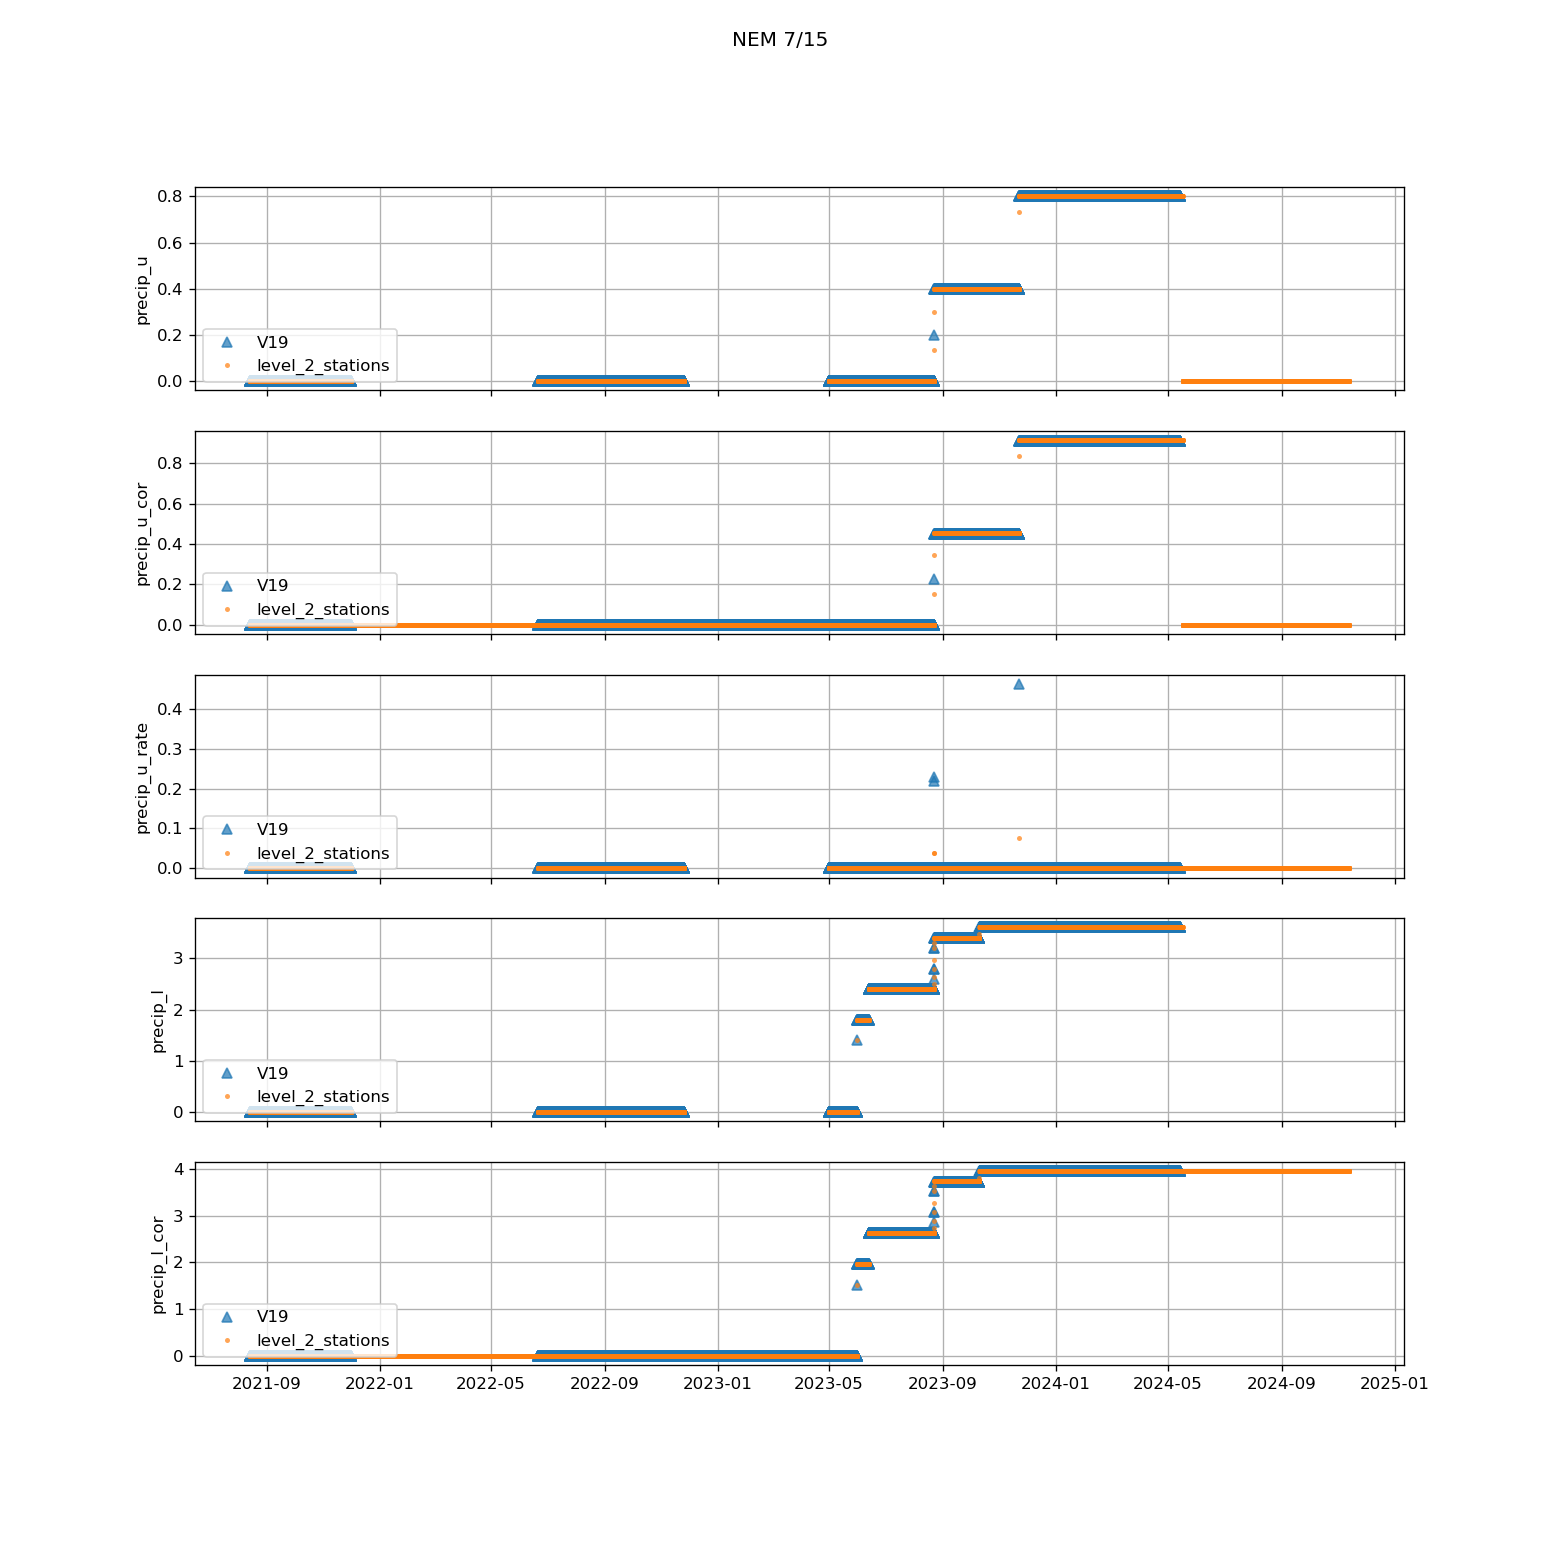 NEM 7/15
precip_u
0.8
0.6
0.4
0.2
0.0
V19
level_2_stations
precip_u_cor
0.8
0.6
0.4
0.2
0.0
V19
level_2_stations
precip_u_rate
0.4
0.3
0.2
0.1
0.0
V19
level_2_stations
precip_l
3
2
1
0
V19
level_2_stations
precip_l_cor
4
3
2
1
0
V19
level_2_stations
2021-09 2022-01 2022-05 2022-09 2023-01 2023-05 2023-09 2024-01 2024-05 2024-09 2025-01